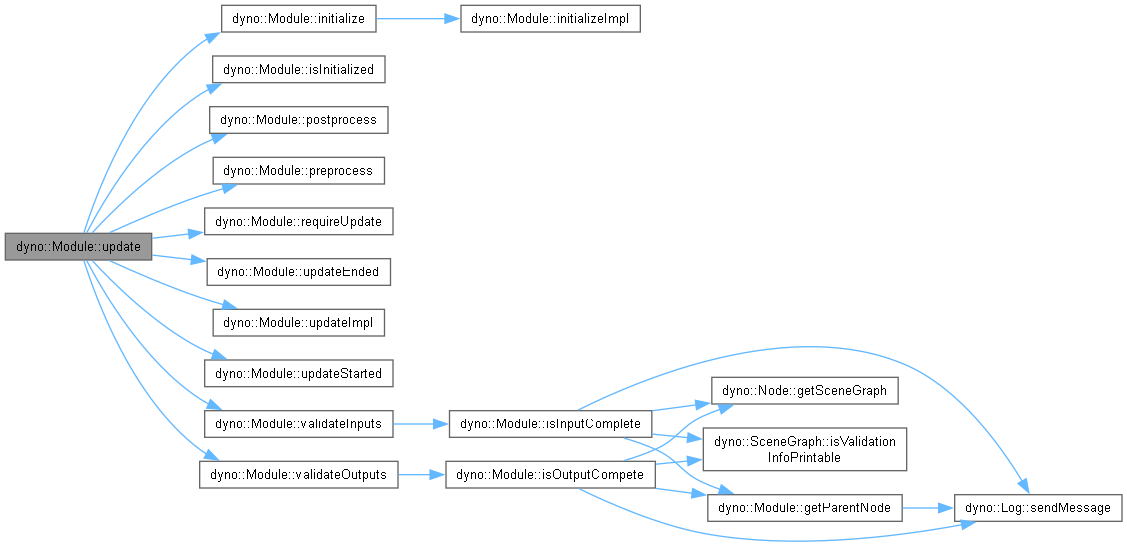 dyno::Module::update
dyno::Module::initialize
dyno::Module::initializeImpl
dyno::Module::isInitialized
dyno::Module::postprocess
dyno::Module::preprocess
dyno::Module::requireUpdate
dyno::Module::updateEnded
dyno::Module::updateImpl
dyno::Module::updateStarted
dyno::Module::validateInputs
dyno::Module::validateOutputs
dyno::Module::isInputComplete
dyno::Module::isOutputCompete
dyno::Node::getSceneGraph
dyno::SceneGraph::isValidation
InfoPrintable
dyno::Module::getParentNode
dyno::Log::sendMessage